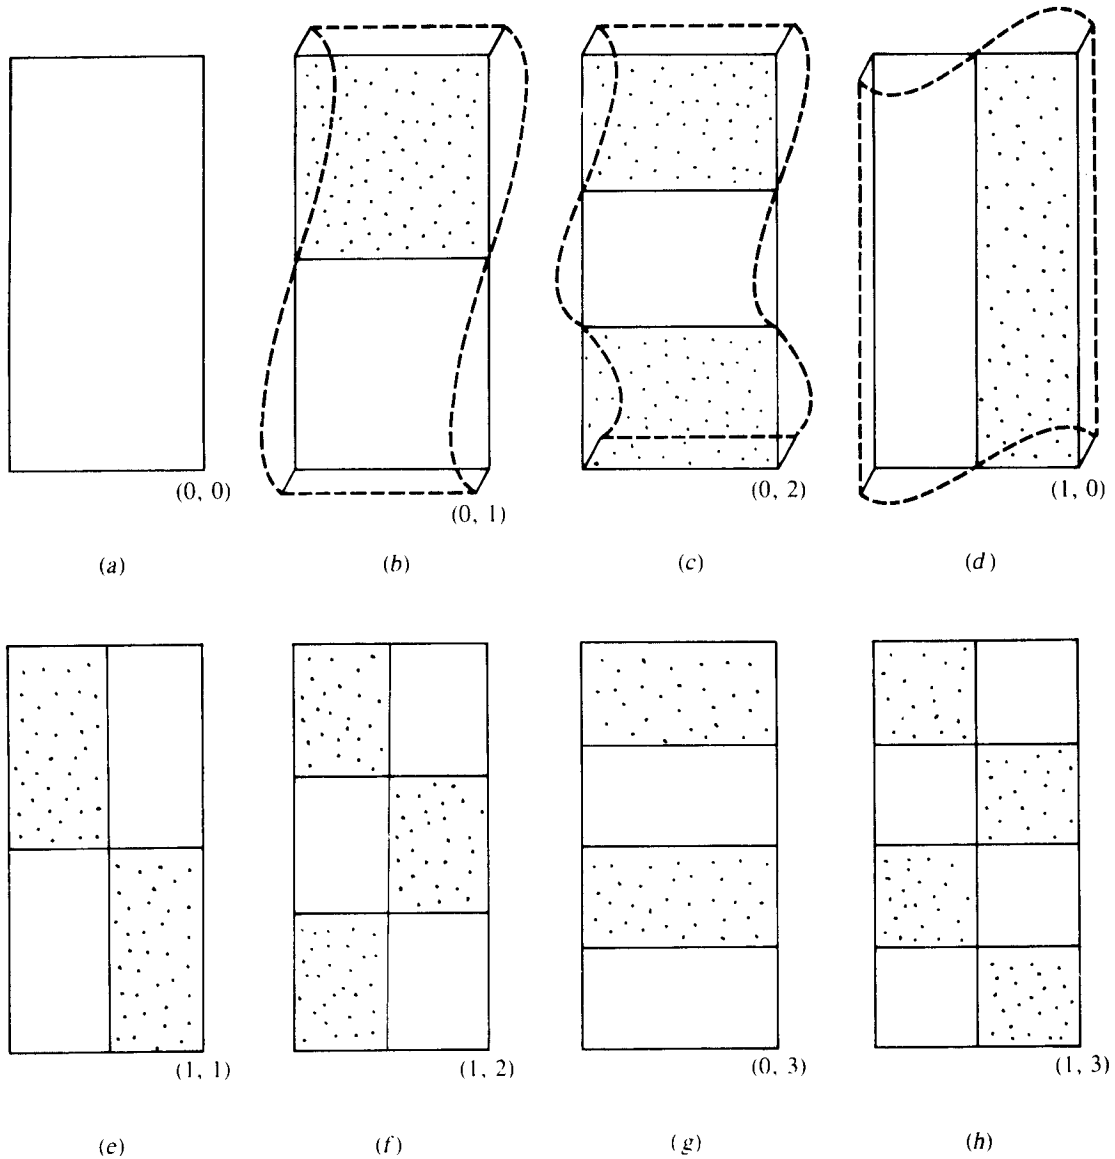 (0, 0)
(0, 1)
(0, 2)
(1, 0)
(a)
(b)
(c)
(d)
(1, 1)
(1, 2)
(0, 3)
(1, 3)
(e)
(f)
(g)
(h)